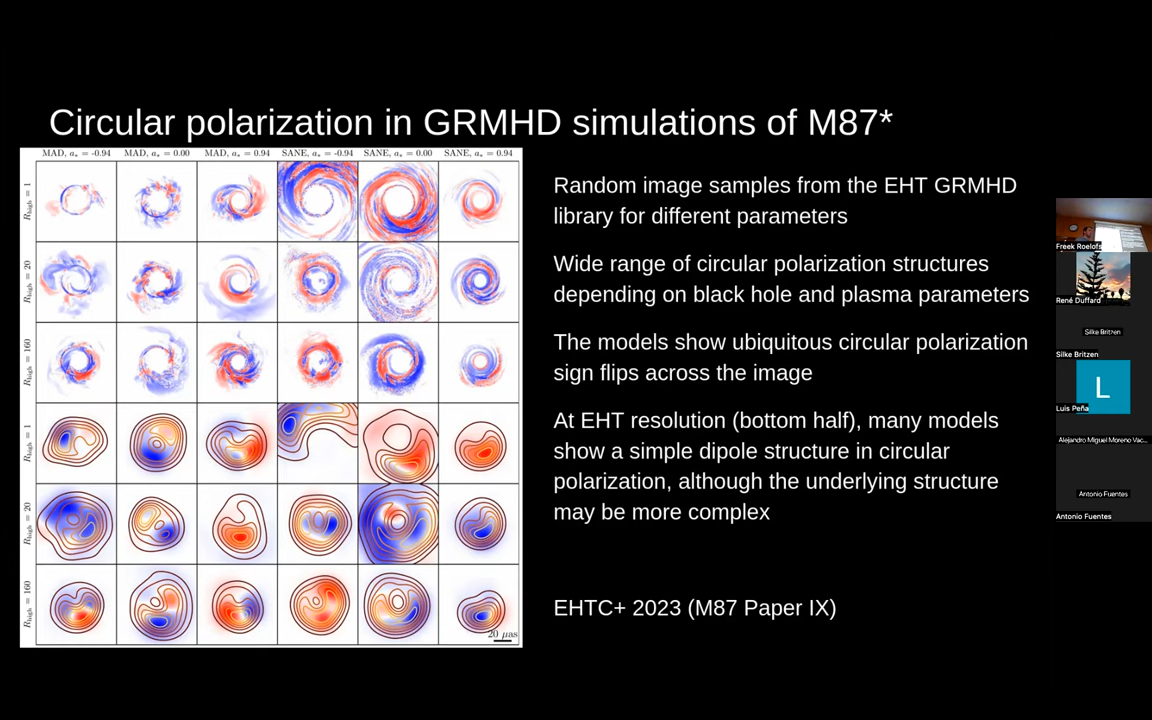 Circular polarization in GRMHD simulations of M87*
MAD, a* = -0.94 MAD, a* = 0.00 MAD, a* = 0.94 SANE, a* = -0.94 SANE, a* = 0.00 SANE, a* = 0.94
Rhigh = 1
Rhigh = 20
Rhigh = 160
Rhigh = 1
Rhigh = 20
Rhigh = 160
20 μas
Random image samples from the EHT GRMHD
library for different parameters
Wide range of circular polarization structures
depending on black hole and plasma parameters
The models show ubiquitous circular polarization
sign flips across the image
At EHT resolution (bottom half), many models
show a simple dipole structure in circular
polarization, although the underlying structure
may be more complex
EHTC+ 2023 (M87 Paper IX)
Freek Roelofs
René Duffard
Silke Britzen
Silke Britzen
L
Luis Peña
Alejandro Miguel Moreno Vac...
Antonio Fuentes
Antonio Fuentes